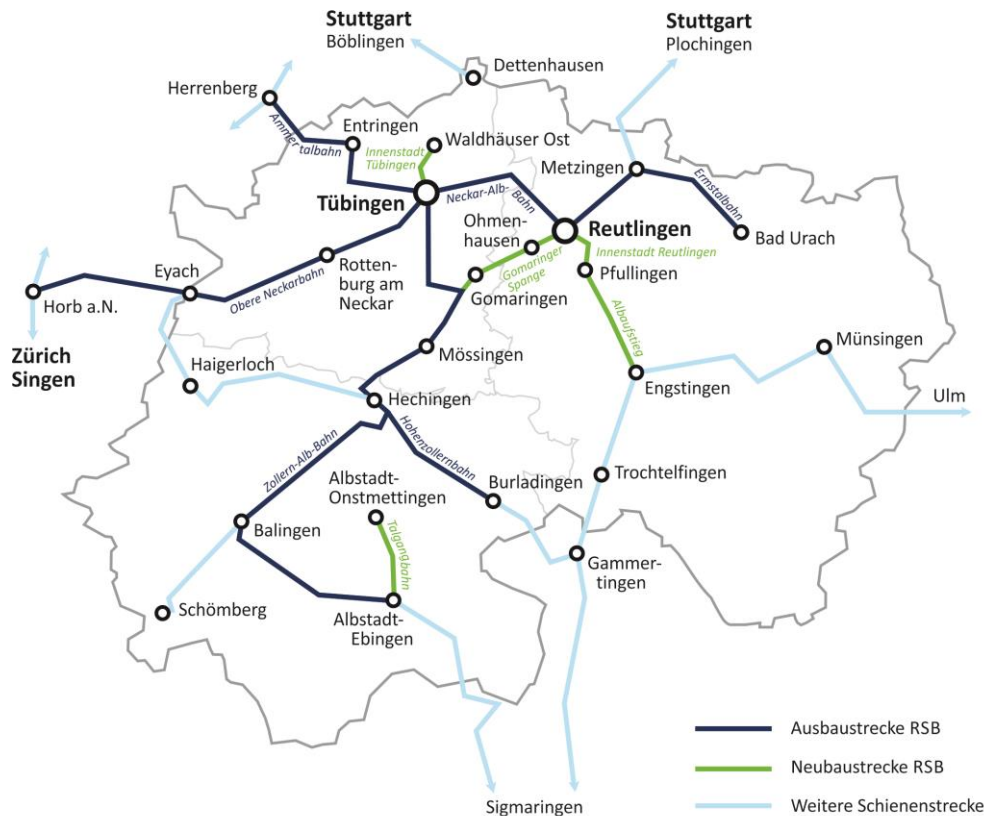 Stuttgart
Böblingen
Stuttgart
Plochingen
Dettenhausen
Herrenberg
Ammertalbahn
Entringen
Innenstadt
Tübingen
Waldhäuser Ost
Metzingen
Ermstalbahn
Tübingen
Neckar-Alb-
Bahn
Ohmen-
hausen
Reutlingen
Innenstadt Reutlingen
Bad Urach
Eyach
Obere Neckarbahn
Rotten-
burg am
Neckar
Gomaringer
Spange
Gomaringen
Pfullingen
Albaufstieg
Horb a.N.
Zürich
Singen
Haigerloch
Mössingen
Münsingen
Hechingen
Engstingen
Ulm
Zollern-Alb-Bahn
Hohenzollernbahn
Albstadt-
Onstmettingen
Burladingen
Trochtelfingen
Balingen
Talgangbahn
Gammer-
tingen
Schömberg
Albstadt-
Ebingen
Sigmaringen
Ausbaustrecke RSB
Neubaustrecke RSB
Weitere Schienenstrecke